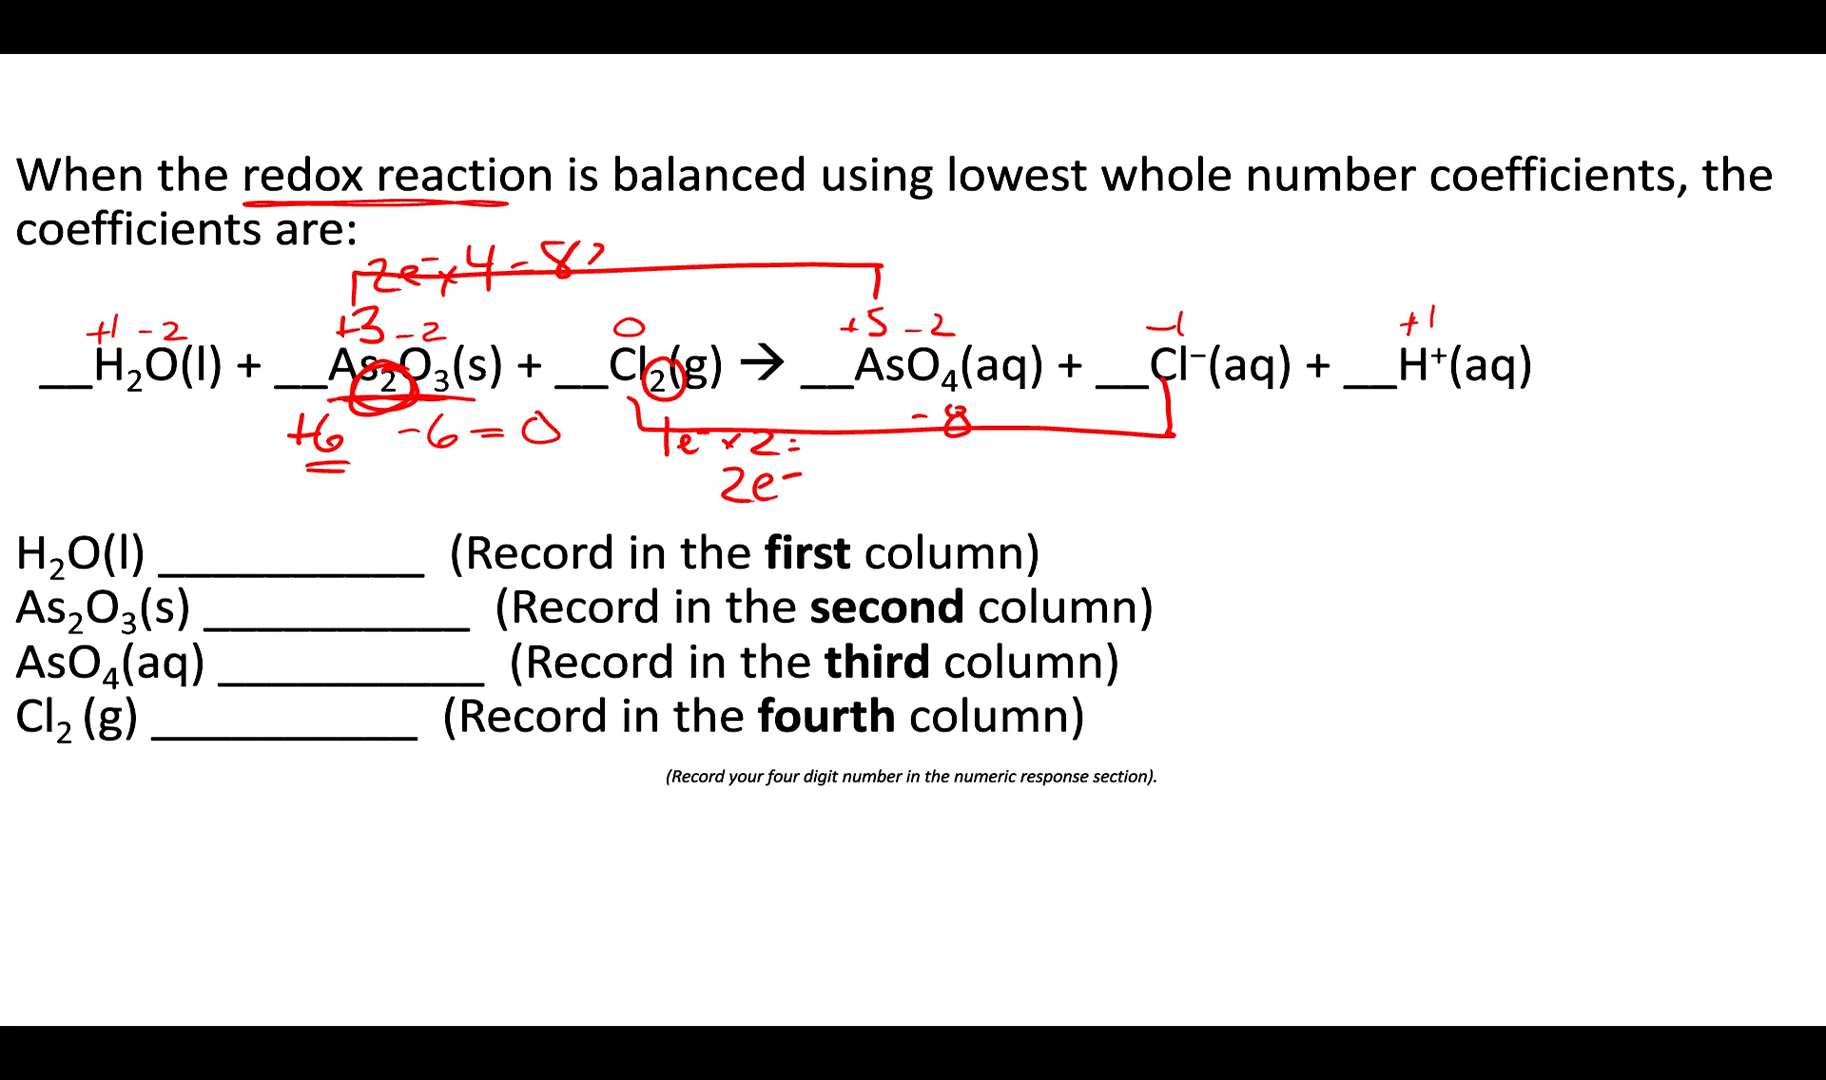 When the redox reaction is balanced using lowest whole number coefficients, the
coefficients are:
2e⁻ × 4 = 8
+1 -2 +3 -2 0 +5 -2 -1 +1
__H₂O(l) + __As₂O₃(s) + __Cl₂(g) → __AsO₄(aq) + __Cl⁻(aq) + __H⁺(aq)
+6 -6 = 0 1e⁻ × 2 = -8
2e⁻
H₂O(l) ___________ (Record in the first column)
As₂O₃(s) ___________ (Record in the second column)
AsO₄(aq) ___________ (Record in the third column)
Cl₂ (g) ___________ (Record in the fourth column)
(Record your four digit number in the numeric response section).